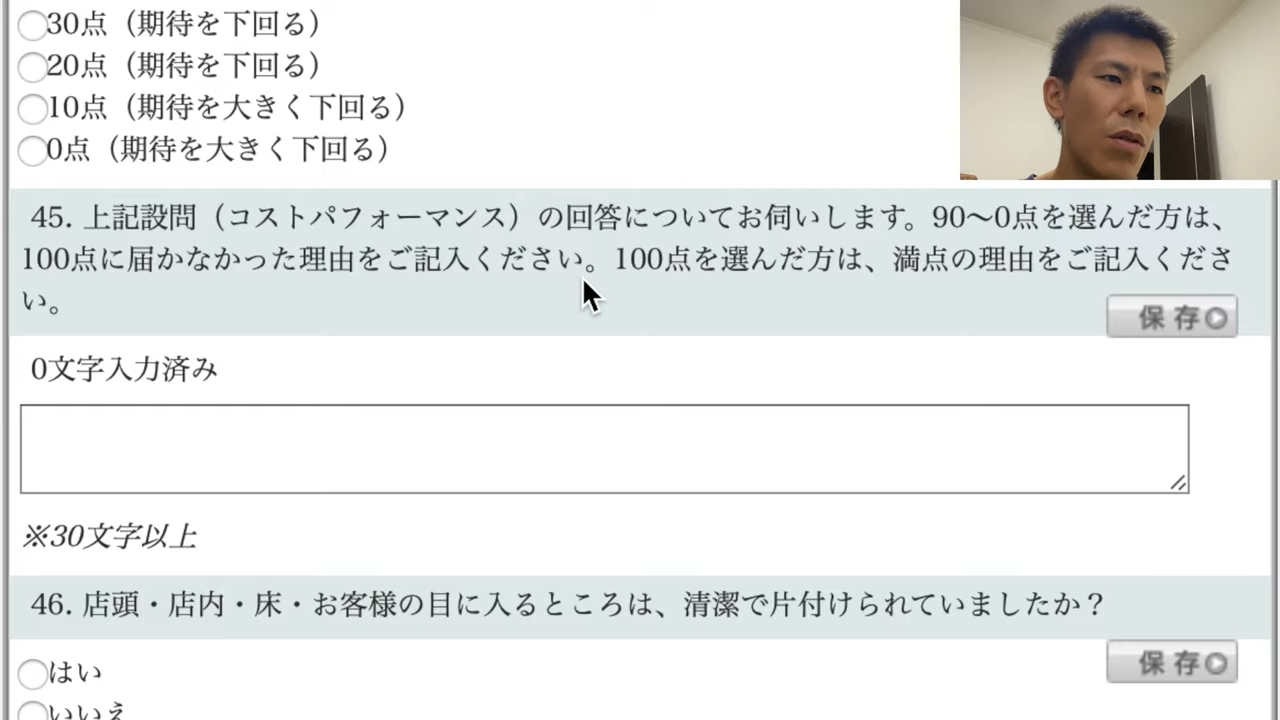 30点（期待を下回る）
20点（期待を下回る）
10点（期待を大きく下回る）
0点（期待を大きく下回る）
45. 上記設問（コストパフォーマンス）の回答についてお伺いします。90～0点を選んだ方は、
100点に届かなかった理由をご記入ください。100点を選んだ方は、満点の理由をご記入くださ
い。
保存
0文字入力済み
※30文字以上
46. 店頭・店内・床・お客様の目に入るところは、清潔で片付けられていましたか？
保存
はい
いいえ